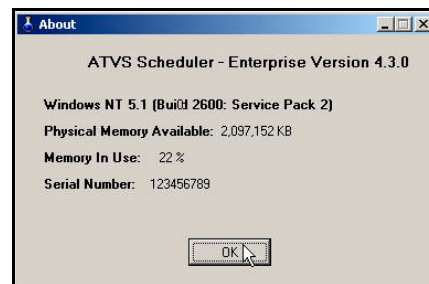 About
ATVS Scheduler - Enterprise Version 4.3.0
Windows NT 5.1 (Build 2600: Service Pack 2)
Physical Memory Available: 2,097,152 KB
Memory In Use: 22 %
Serial Number: 123456789
OK